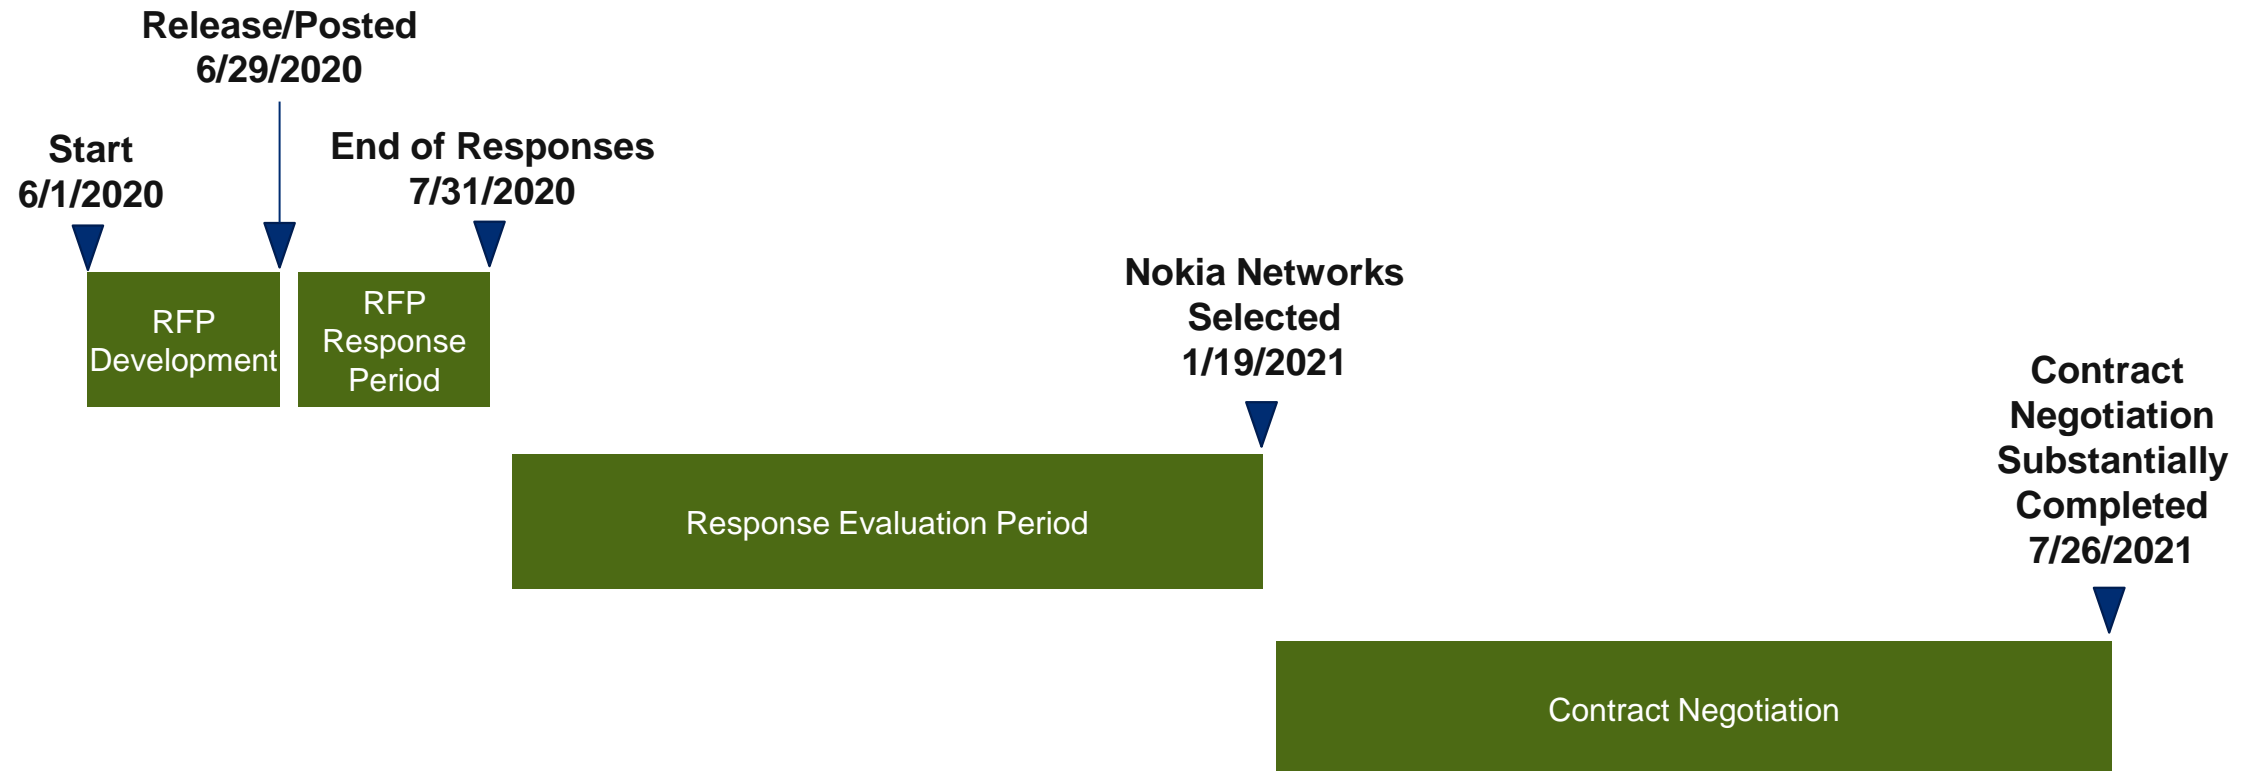 Release/Posted
6/29/2020
Start
6/1/2020
End of Responses
7/31/2020
RFP
Development
RFP
Response
Period
Nokia Networks
Selected
1/19/2021
Response Evaluation Period
Contract
Negotiation
Substantially
Completed
7/26/2021
Contract Negotiation